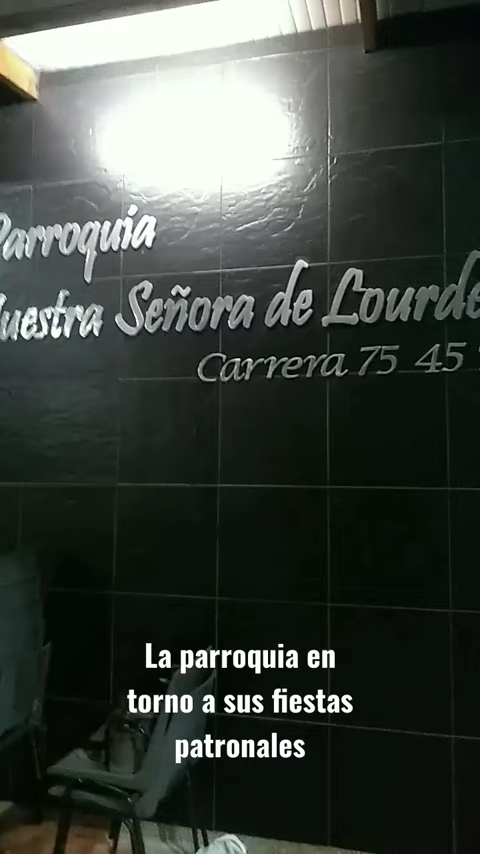 Parroquia
Nuestra Señora de Lourdes
Carrera 75 45
La parroquia en
torno a sus fiestas
patronales